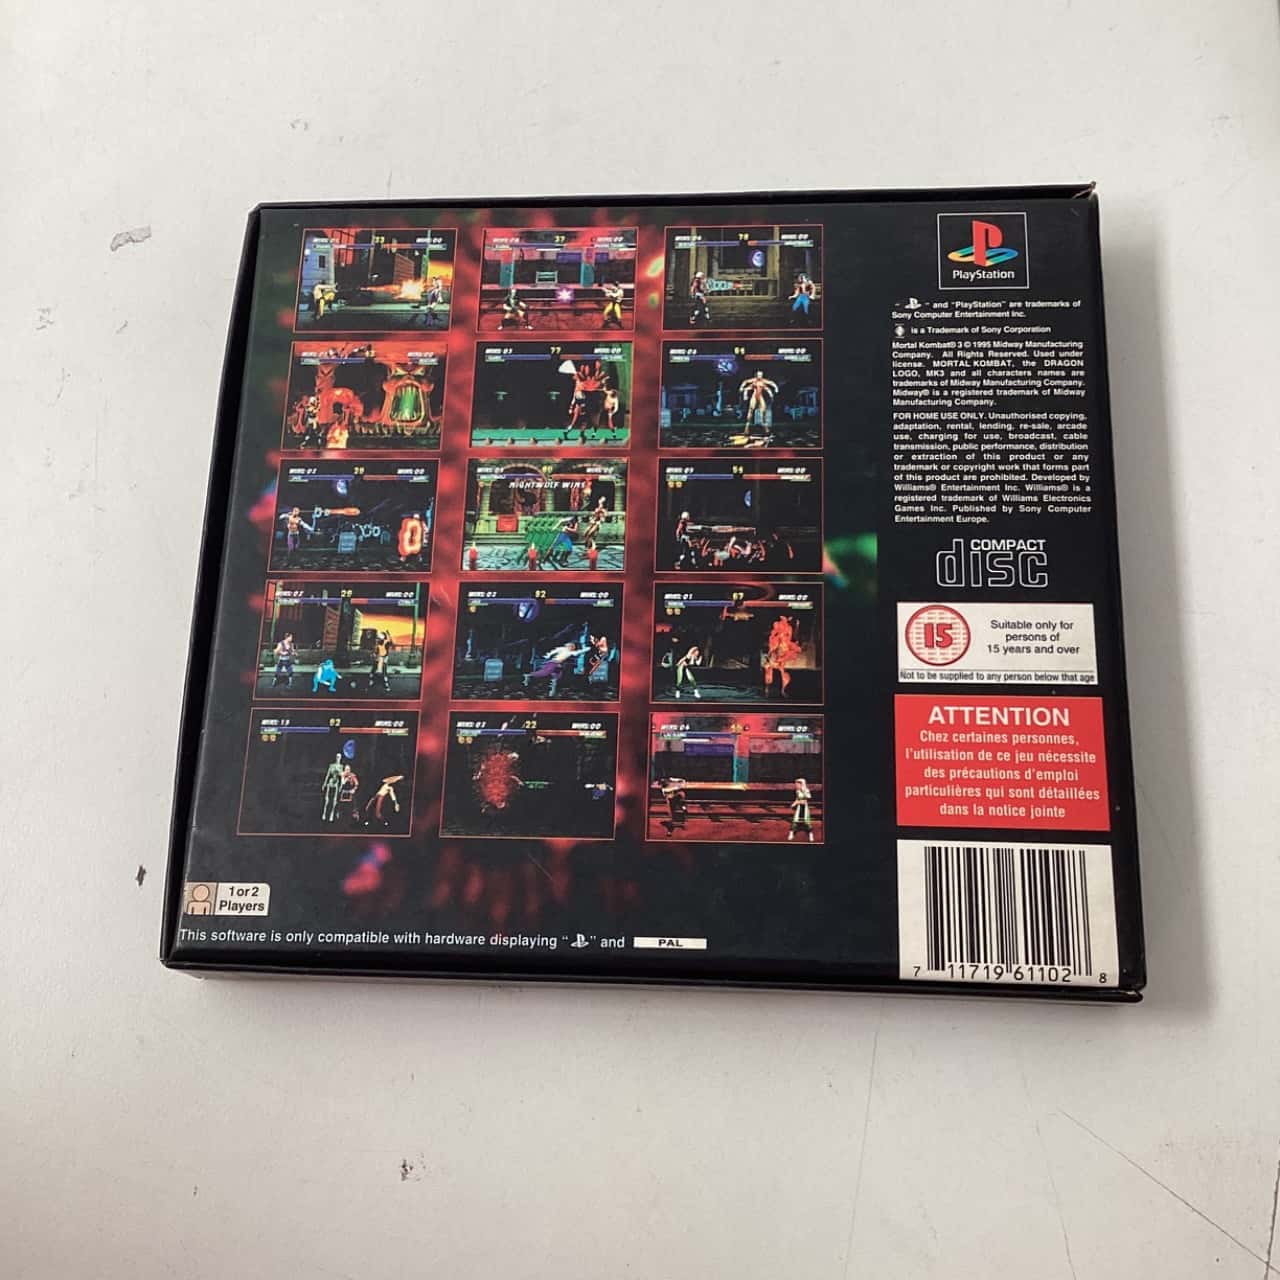 PlayStation
" " and "PlayStation" are trademarks of
Sony Computer Entertainment Inc.
is a Trademark of Sony Corporation
Mortal Kombat® 3 © 1995 Midway Manufacturing
Company. All Rights Reserved. Used under
license. MORTAL KOMBAT, the DRAGON
LOGO, MK3 and all characters names are
trademarks of Midway Manufacturing Company.
Midway® is a registered trademark of Midway
Manufacturing Company.
FOR HOME USE ONLY. Unauthorised copying,
adaptation, rental, lending, re-sale, arcade
use, charging for use, broadcast, cable
transmission, public performance, distribution
or extraction of this product or any
trademark or copyright work that forms part
of this product are prohibited. Developed by
Williams® Entertainment Inc. Williams® is a
registered trademark of Williams Electronics
Games Inc. Published by Sony Computer
Entertainment Europe.
COMPACT
disc
15
Suitable only for
persons of
15 years and over
Not to be supplied to any person below that age
ATTENTION
Chez certaines personnes,
l'utilisation de ce jeu nécessite
des précautions d'emploi
particulières qui sont détaillées
dans la notice jointe
7 11719 61102 8
NIGHTWOLF WINS
1 or 2
Players
This software is only compatible with hardware displaying " " and PAL